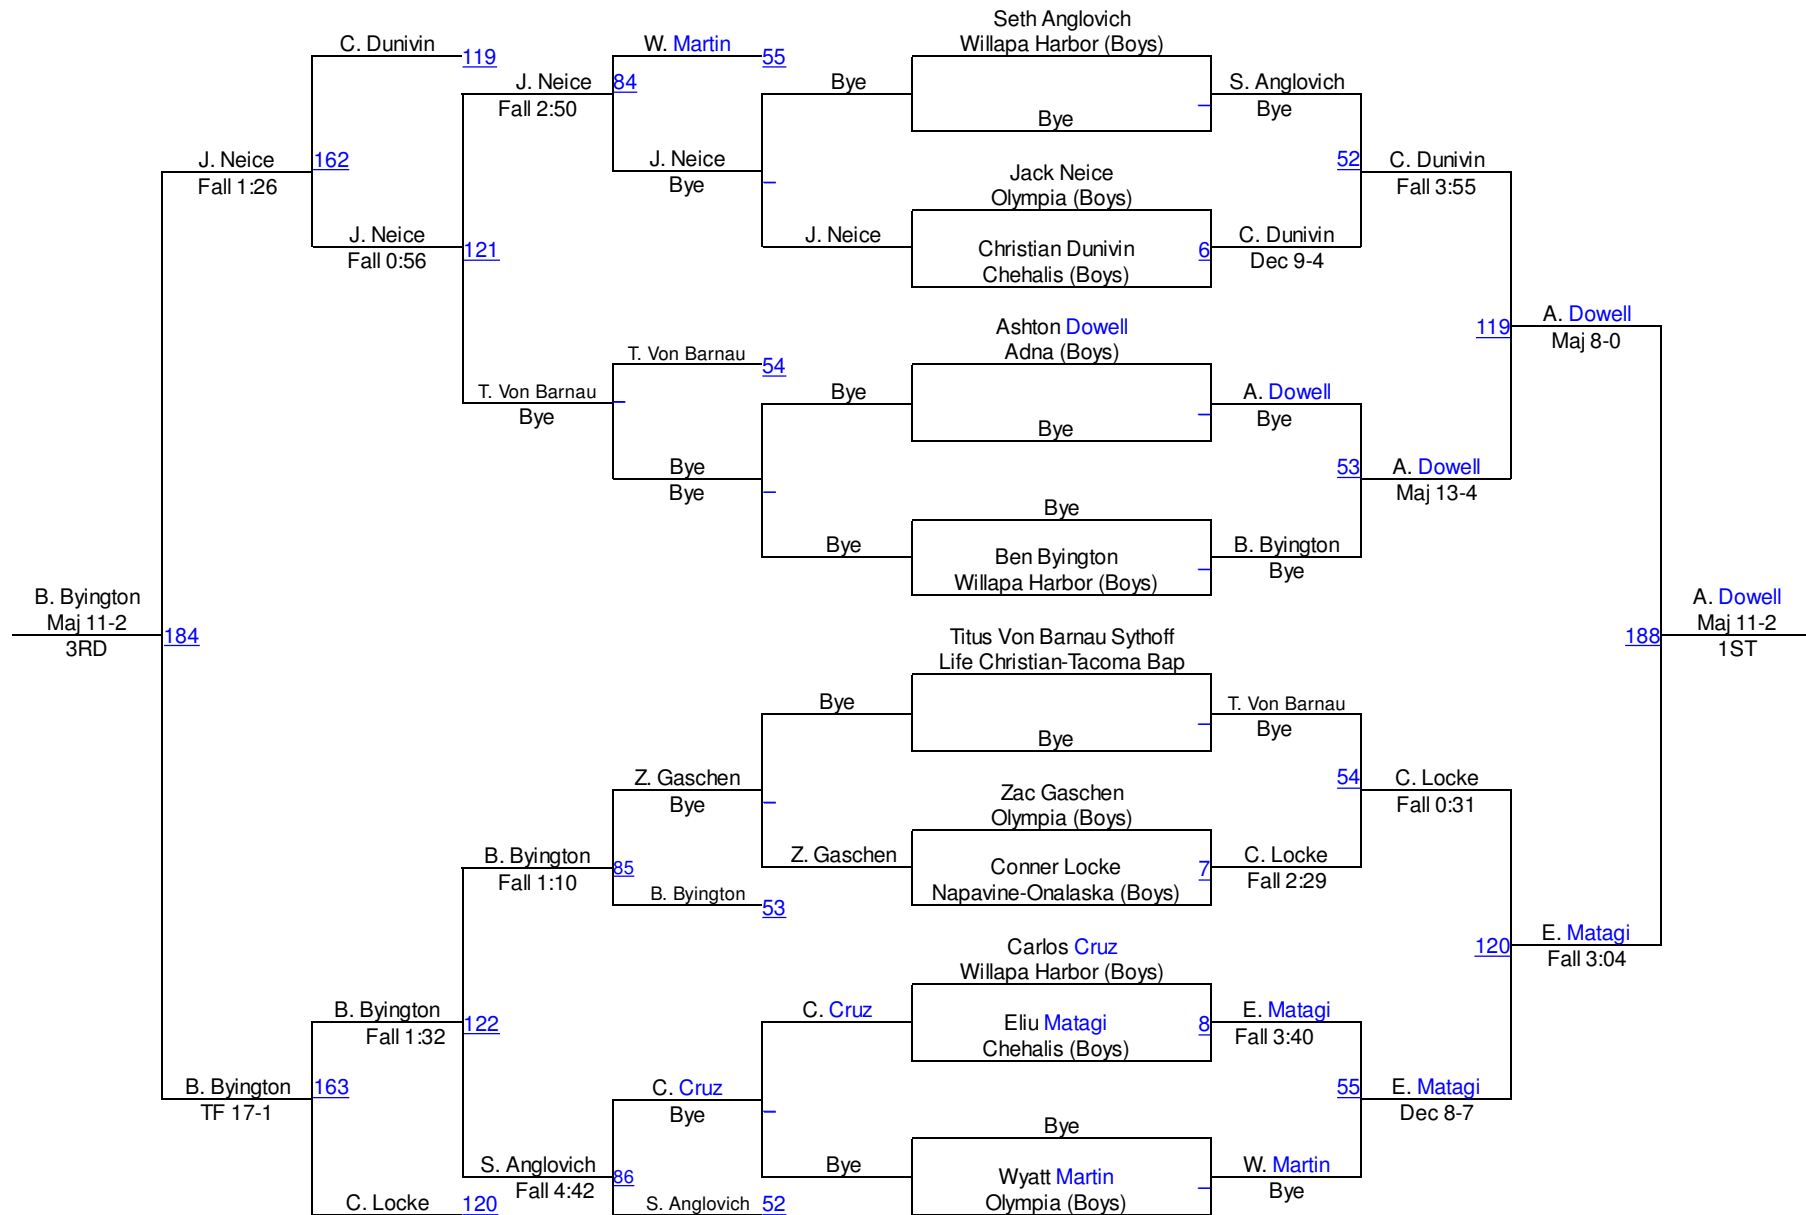 Seth Anglovich
C. Dunivin
W. Martin
Willapa Harbor (Boys)
119
55
J. Neice
84
Bye
S. Anglovich
Fall 2:50
Bye
Bye
J. Neice
162
J. Neice
52
C. Dunivin
Fall 1:26
Bye
Jack Neice
Fall 3:55
Olympia (Boys)
J. Neice
J. Neice
C. Dunivin
121
Christian Dunivin
6
Fall 0:56
Chehalis (Boys)
Dec 9-4
Ashton Dowell
A. Dowell
119
Adna (Boys)
Maj 8-0
T. Von Barnau
54
T. Von Barnau
Bye
A. Dowell
Bye
Bye
Bye
Bye
53
A. Dowell
Bye
Maj 13-4
Bye
Bye
B. Byington
Ben Byington
Bye
Willapa Harbor (Boys)
B. Byington
A. Dowell
Maj 11-2
Maj 11-2
184
Titus Von Barnau Sythoff
188
3RD
1ST
Life Christian-Tacoma Bap
Bye
T. Von Barnau
Bye
Bye
Z. Gaschen
54
C. Locke
Bye
Zac Gaschen
Fall 0:31
Olympia (Boys)
B. Byington
Z. Gaschen
C. Locke
85
Conner Locke
7
Fall 1:10
Fall 2:29
B. Byington
53
Napavine-Onalaska (Boys)
Carlos Cruz
120
E. Matagi
Willapa Harbor (Boys)
Fall 3:04
B. Byington
C. Cruz
E. Matagi
122
Eliu Matagi
8
Fall 1:32
Chehalis (Boys)
Fall 3:40
B. Byington
163
C. Cruz
55
E. Matagi
TF 17-1
Bye
Dec 8-7
Bye
S. Anglovich
Bye
W. Martin
86
Wyatt Martin
Fall 4:42
Bye
C. Locke
120
S. Anglovich
52
Olympia (Boys)